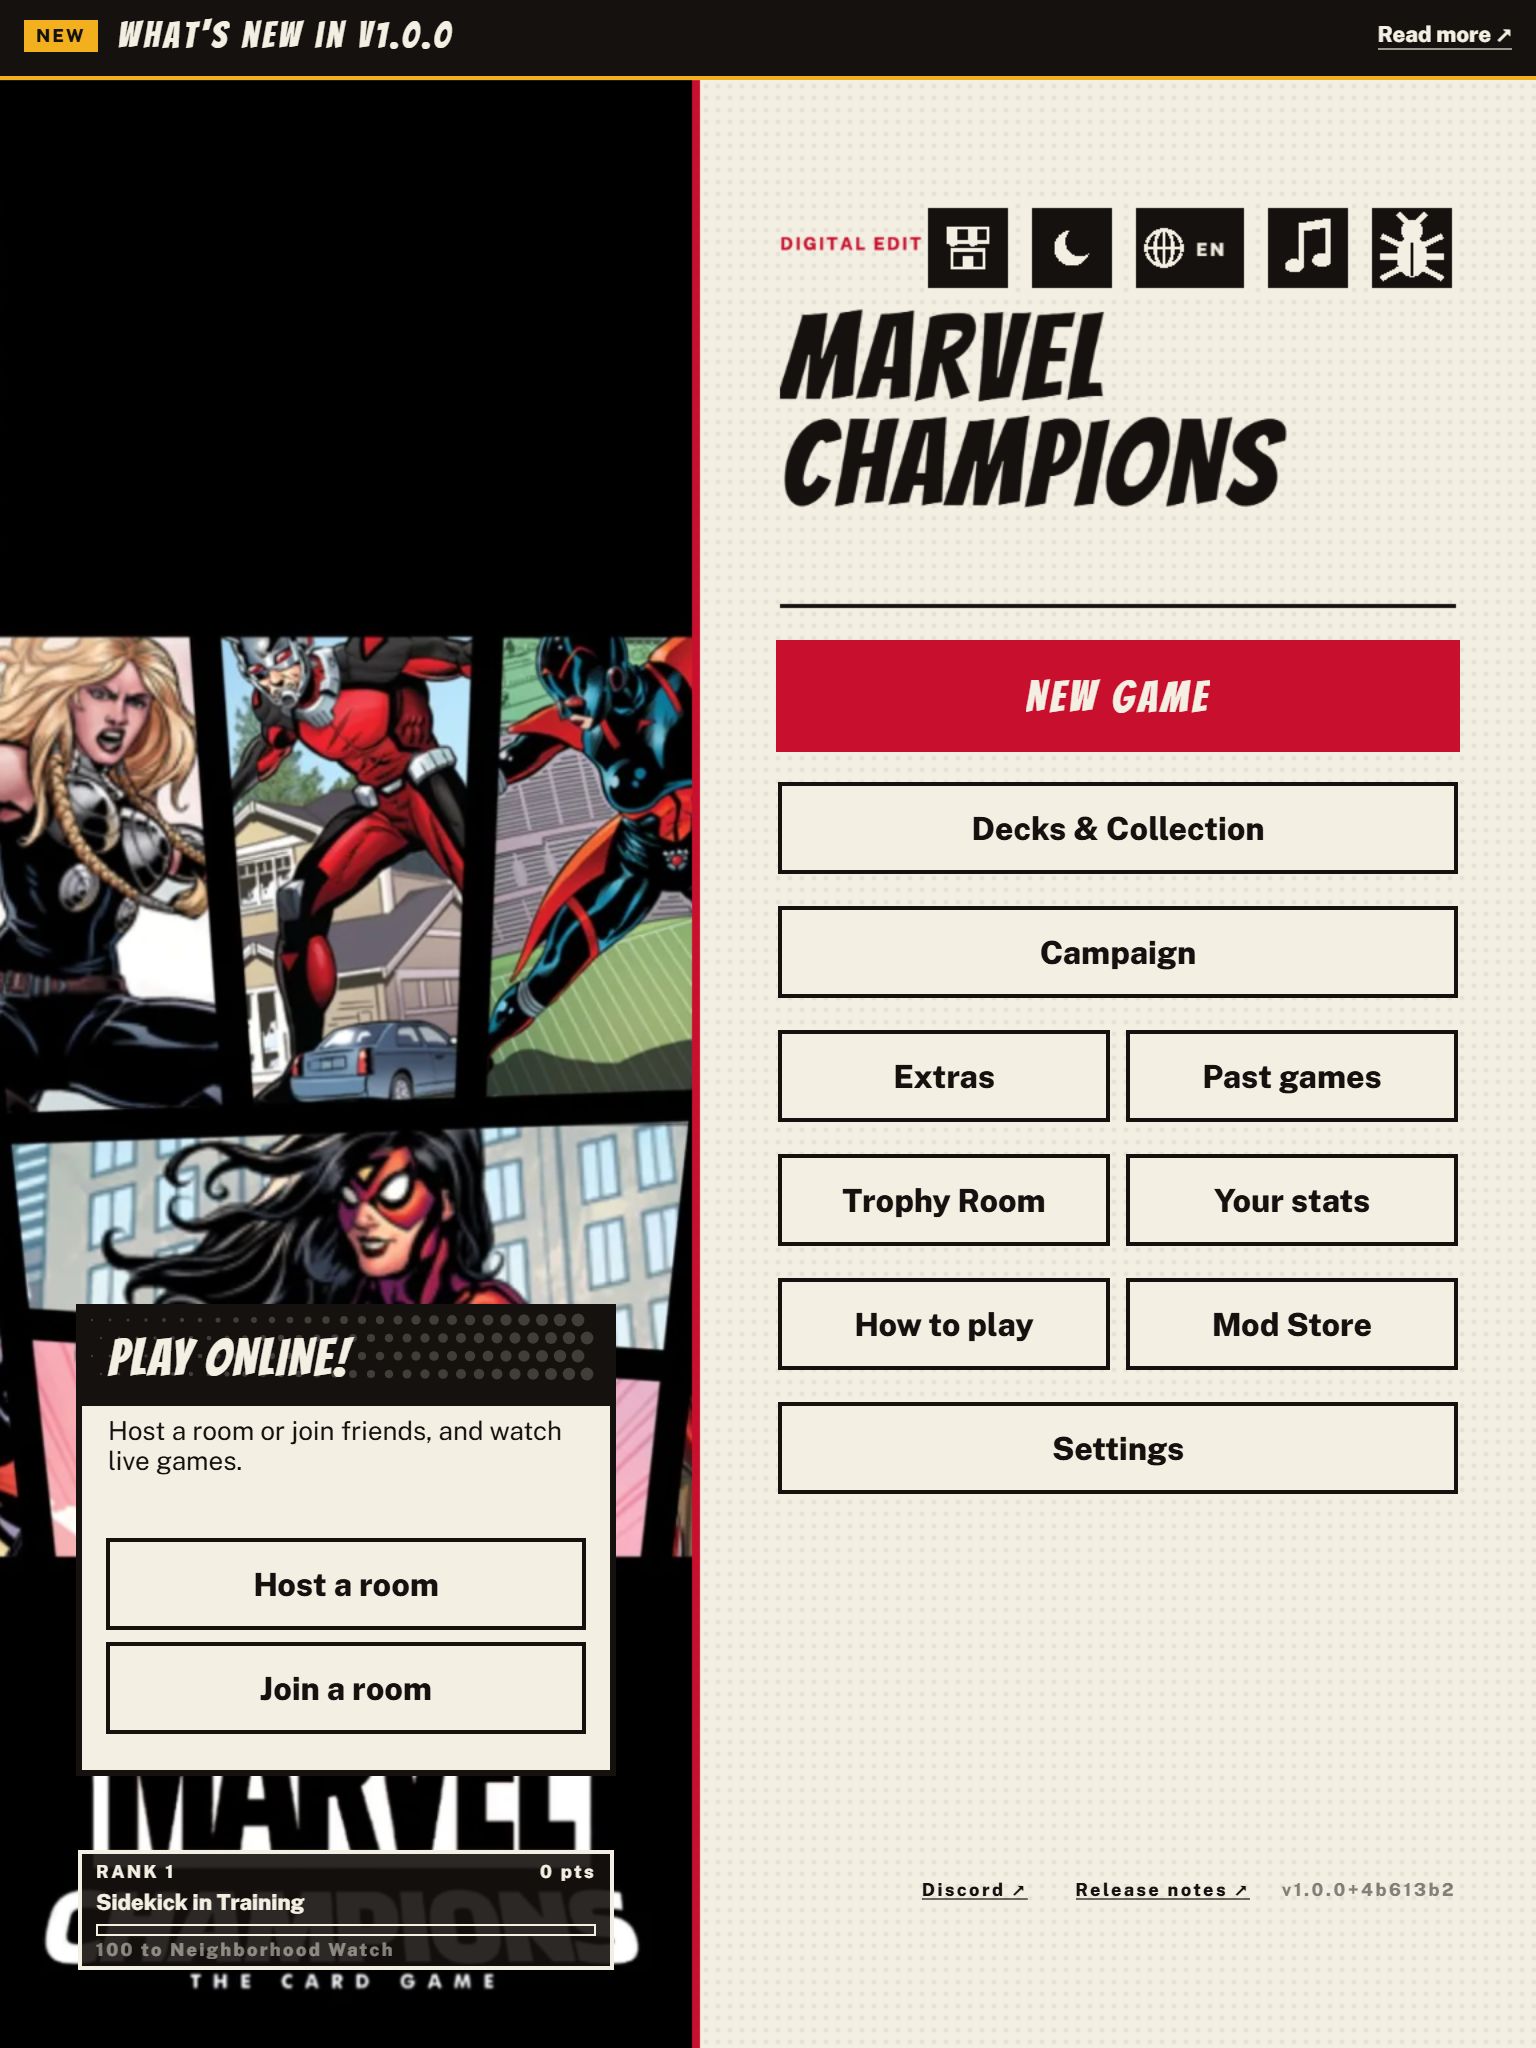 NEW WHAT'S NEW IN V1.0.0 Read more ↗
DIGITAL EDIT
EN
MARVEL
CHAMPIONS
NEW GAME
Decks & Collection
Campaign
Extras
Past games
Trophy Room
Your stats
How to play
Mod Store
Settings
PLAY ONLINE!
Host a room or join friends, and watch
live games.
Host a room
Join a room
MARVEL
CHAMPIONS
RANK 1 0 pts
Sidekick in Training
100 to Neighborhood Watch
THE CARD GAME
Discord ↗ Release notes ↗ v1.0.0+4b613b2